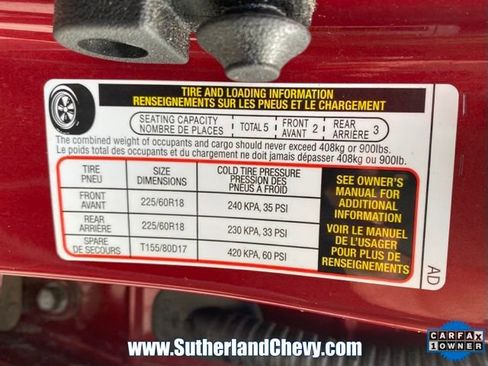 TIRE AND LOADING INFORMATION
RENSEIGNEMENTS SUR LES PNEUS ET LE CHARGEMENT
SEATING CAPACITY
NOMBRE DE PLACES
TOTAL 5
FRONT
AVANT 2
REAR
ARRIÈRE 3
The combined weight of occupants and cargo should never exceed 408kg or 900lbs.
Le poids total des occupants et du chargement ne doit jamais dépasser 408kg ou 900lb.
TIRE
PNEU
SIZE
DIMENSIONS
COLD TIRE PRESSURE
PRESSION DES
PNEUS A FROID
FRONT
AVANT
225/60R18
240 KPA, 35 PSI
REAR
ARRIÈRE
225/60R18
230 KPA, 33 PSI
SPARE
DE SECOURS
T155/80D17
420 KPA, 60 PSI
SEE OWNER'S
MANUAL FOR
ADDITIONAL
INFORMATION
VOIR LE MANUEL
DE L'USAGER
POUR PLUS DE
RENSEIGNEMENTS
AD
www.SutherlandChevy.com
CARFAX
1 OWNER